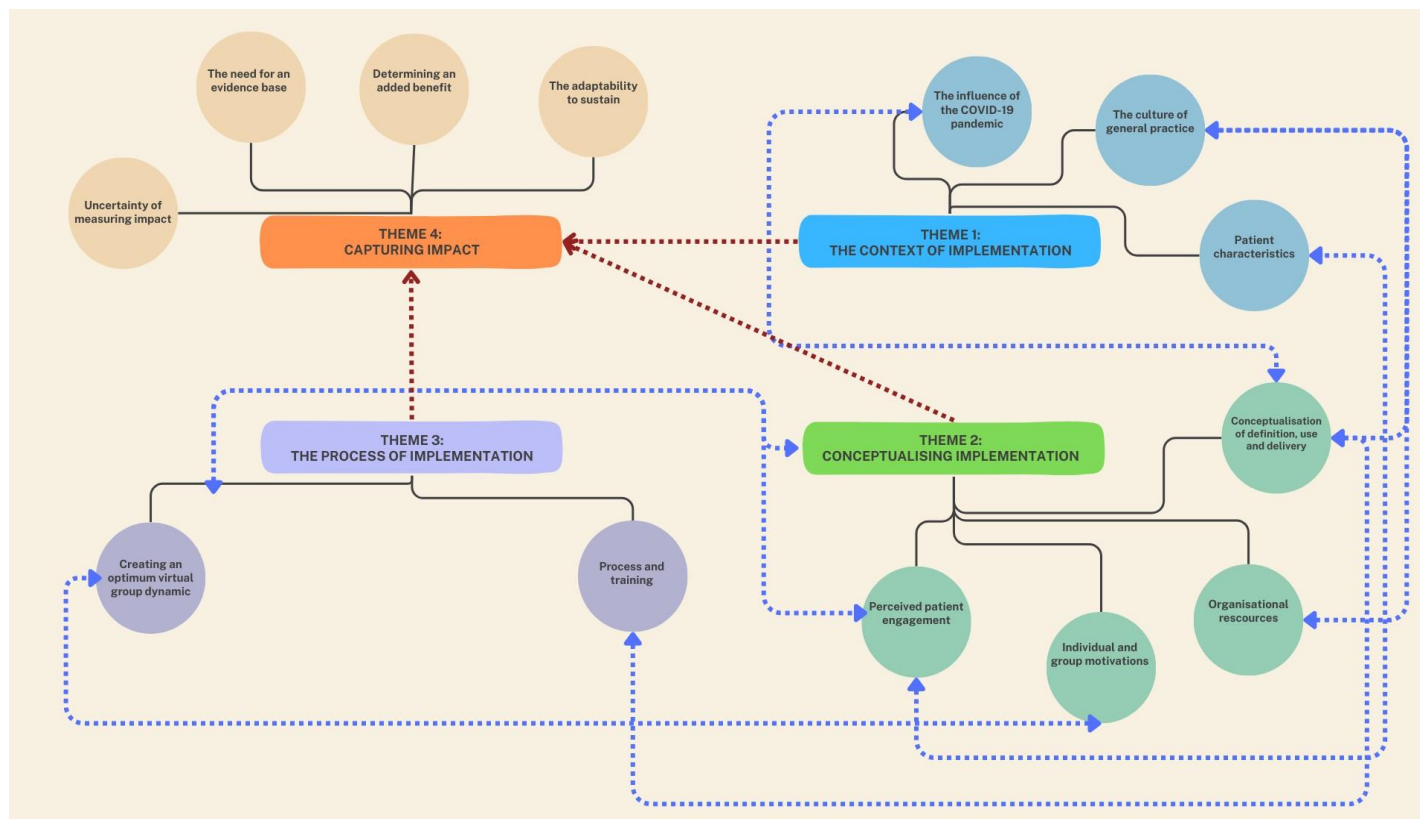 The need for an
evidence base
Determining an
added benefit
The adaptability
to sustain
Uncertainty of
measuring impact
THEME 4:
CAPTURING IMPACT
The influence of
the COVID-19
pandemic
The culture of
general practice
Patient
characteristics
THEME 1:
THE CONTEXT OF IMPLEMENTATION
THEME 3:
THE PROCESS OF IMPLEMENTATION
Creating an
optimum virtual
group dynamic
Process and
training
THEME 2:
CONCEPTUALISING IMPLEMENTATION
Conceptualisation
of definition, use
and delivery
Perceived patient
engagement
Individual and
group motivations
Organisational
rescources